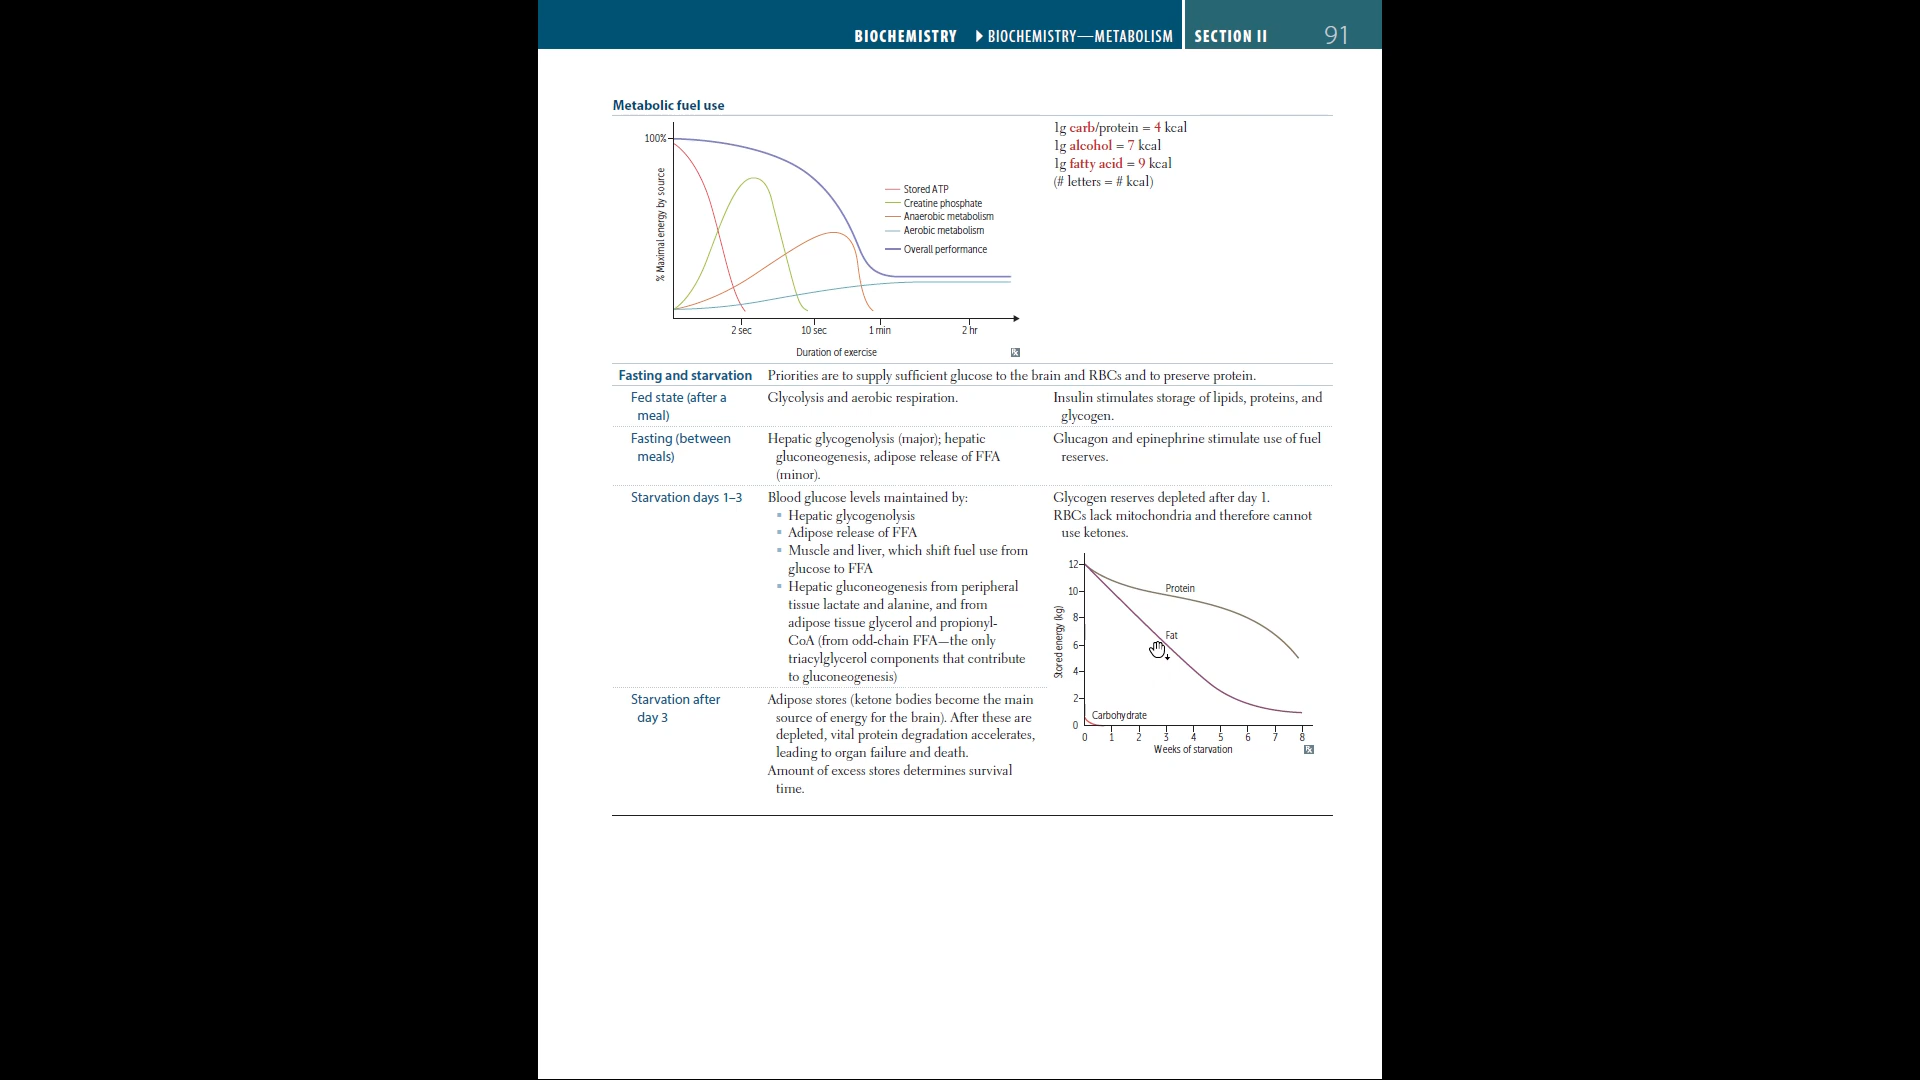 BIOCHEMISTRY ▶ BIOCHEMISTRY—METABOLISM SECTION II 91
Metabolic fuel use
100%
% Maximal energy by source
Stored ATP
Creatine phosphate
Anaerobic metabolism
Aerobic metabolism
Overall performance
2 sec 10 sec 1 min 2 hr
Duration of exercise
1g carb/protein = 4 kcal
1g alcohol = 7 kcal
1g fatty acid = 9 kcal
(# letters = # kcal)
Fasting and starvation Priorities are to supply sufficient glucose to the brain and RBCs and to preserve protein.
Fed state (after a
meal)
Glycolysis and aerobic respiration.
Insulin stimulates storage of lipids, proteins, and
glycogen.
Fasting (between
meals)
Hepatic glycogenolysis (major); hepatic
gluconeogenesis, adipose release of FFA
(minor).
Glucagon and epinephrine stimulate use of fuel
reserves.
Starvation days 1–3
Blood glucose levels maintained by:
▪ Hepatic glycogenolysis
▪ Adipose release of FFA
▪ Muscle and liver, which shift fuel use from
glucose to FFA
▪ Hepatic gluconeogenesis from peripheral
tissue lactate and alanine, and from
adipose tissue glycerol and propionyl-
CoA (from odd-chain FFA—the only
triacylglycerol components that contribute
to gluconeogenesis)
Glycogen reserves depleted after day 1.
RBCs lack mitochondria and therefore cannot
use ketones.
Starvation after
day 3
Adipose stores (ketone bodies become the main
source of energy for the brain). After these are
depleted, vital protein degradation accelerates,
leading to organ failure and death.
Amount of excess stores determines survival
time.
Stored energy (kg)
12
10
8
6
4
2
0
Protein
Fat
Carbohydrate
0 1 2 3 4 5 6 7 8
Weeks of starvation